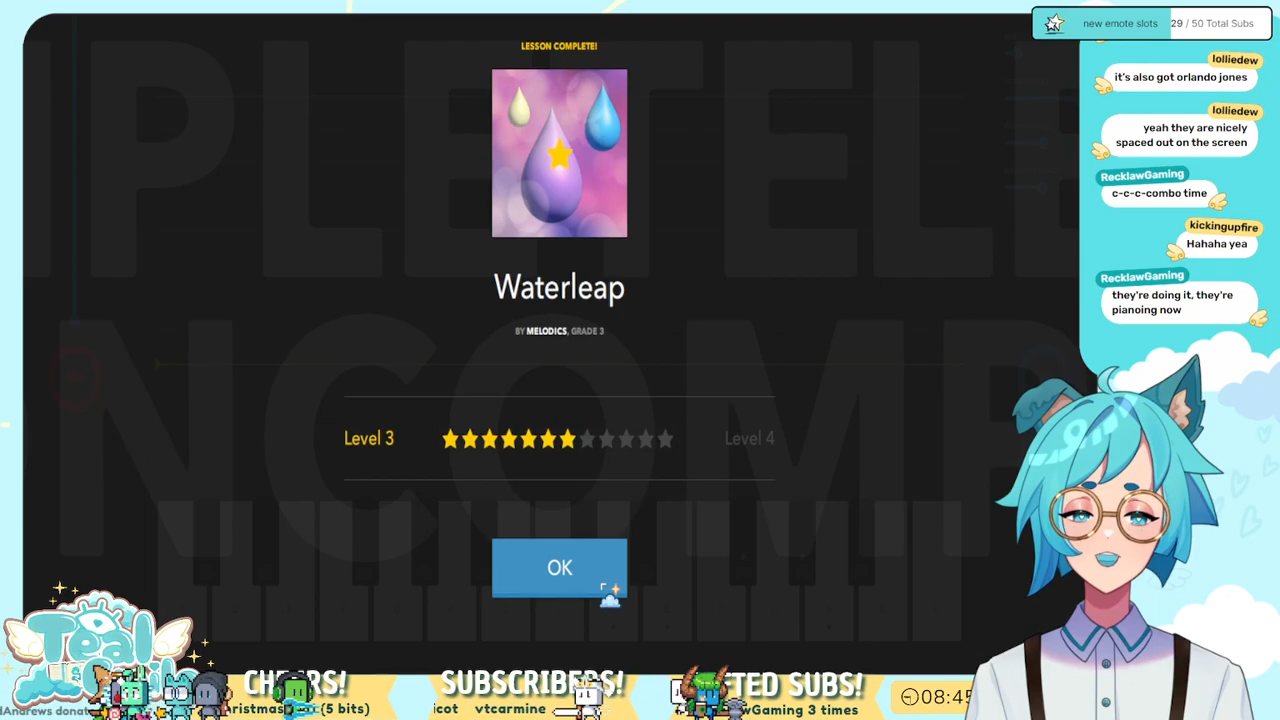 new emote slots 29 / 50 Total Subs
LESSON COMPLETE!
Waterleap
BY MELODICS, GRADE 3
Level 3
Level 4
OK
lolliedew
it's also got orlando jones
lolliedew
yeah they are nicely
spaced out on the screen
RecklawGaming
c-c-c-combo time
kickingupfire
Hahaha yea
RecklawGaming
they're doing it, they're
pianoing now
Teal
SUBSCRIBERS!
SUBS!
(5 bits)
vtcarmine
3 times
08:45